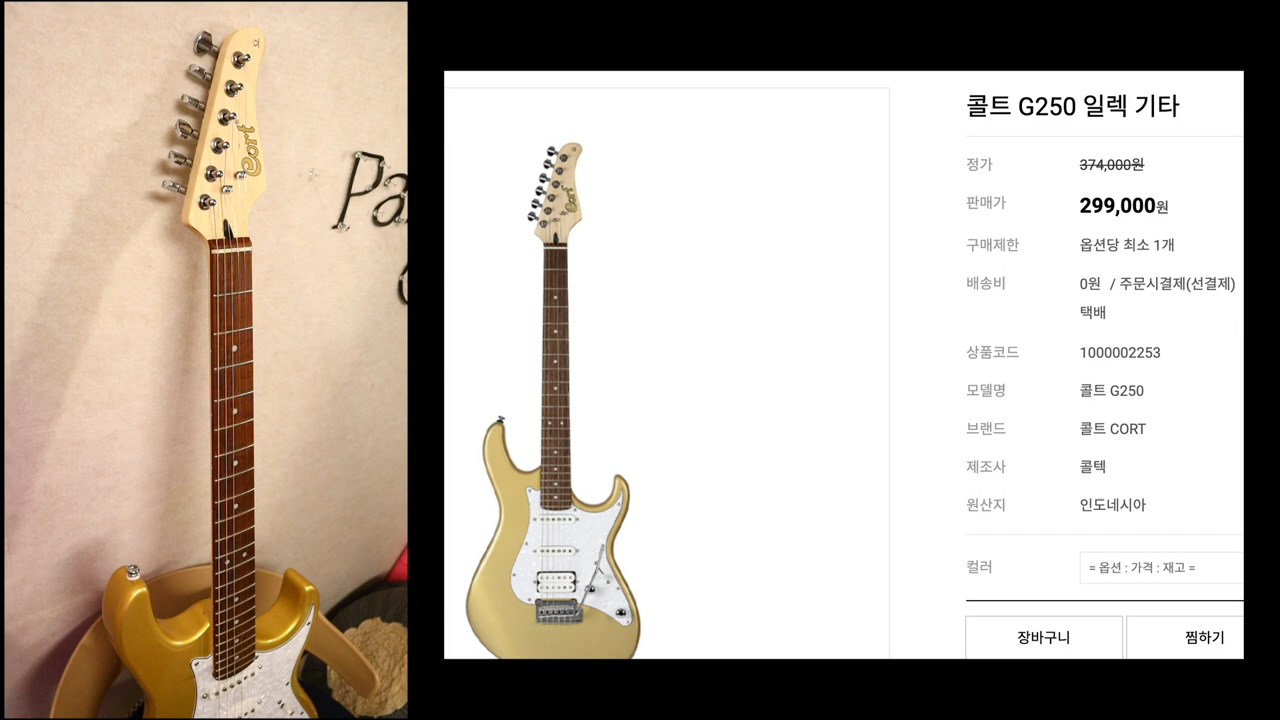 Cort
Pa
Cort
콜트 G250 일렉 기타
정가 374,000원
판매가 299,000원
구매제한 옵션당 최소 1개
배송비 0원 / 주문시결제(선결제)
택배
상품코드 1000002253
모델명 콜트 G250
브랜드 콜트 CORT
제조사 콜텍
원산지 인도네시아
컬러 = 옵션 : 가격 : 재고 =
장바구니 찜하기